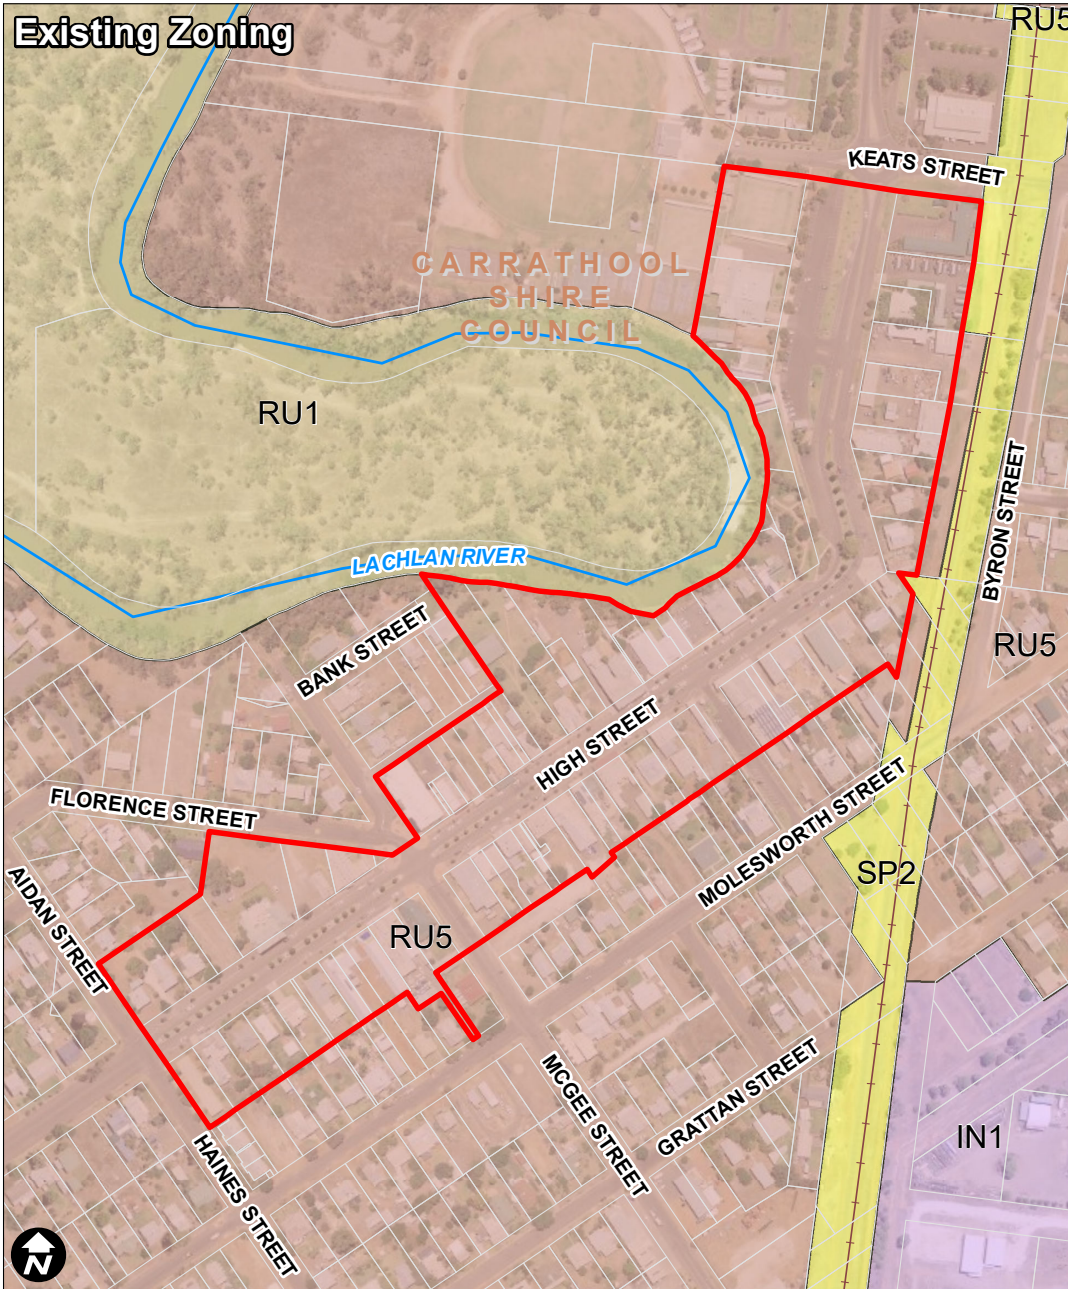 Existing Zoning
RU5
KEATS STREET
CARRATHOOL
SHIRE
COUNCIL
RU1
BYRON STREET
LACHLAN RIVER
BANK STREET
RU5
HIGH STREET
FLORENCE STREET
MOLESWORTH STREET
SP2
AIDAN STREET
RU5
MCGEE STREET
GRATTAN STREET
IN1
HAINES STREET
N